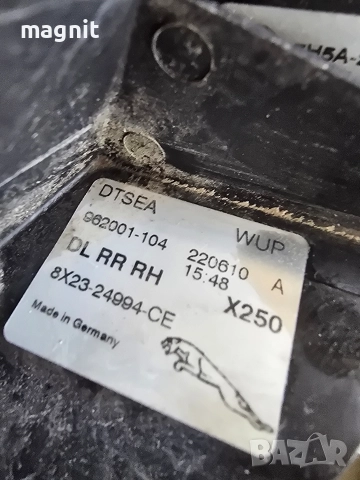 magnit
DTSEA
WUP
962001-104
220610 A
DL RR RH
15:48
8X23-24994-CE
X250
Made in Germany
BAZAR